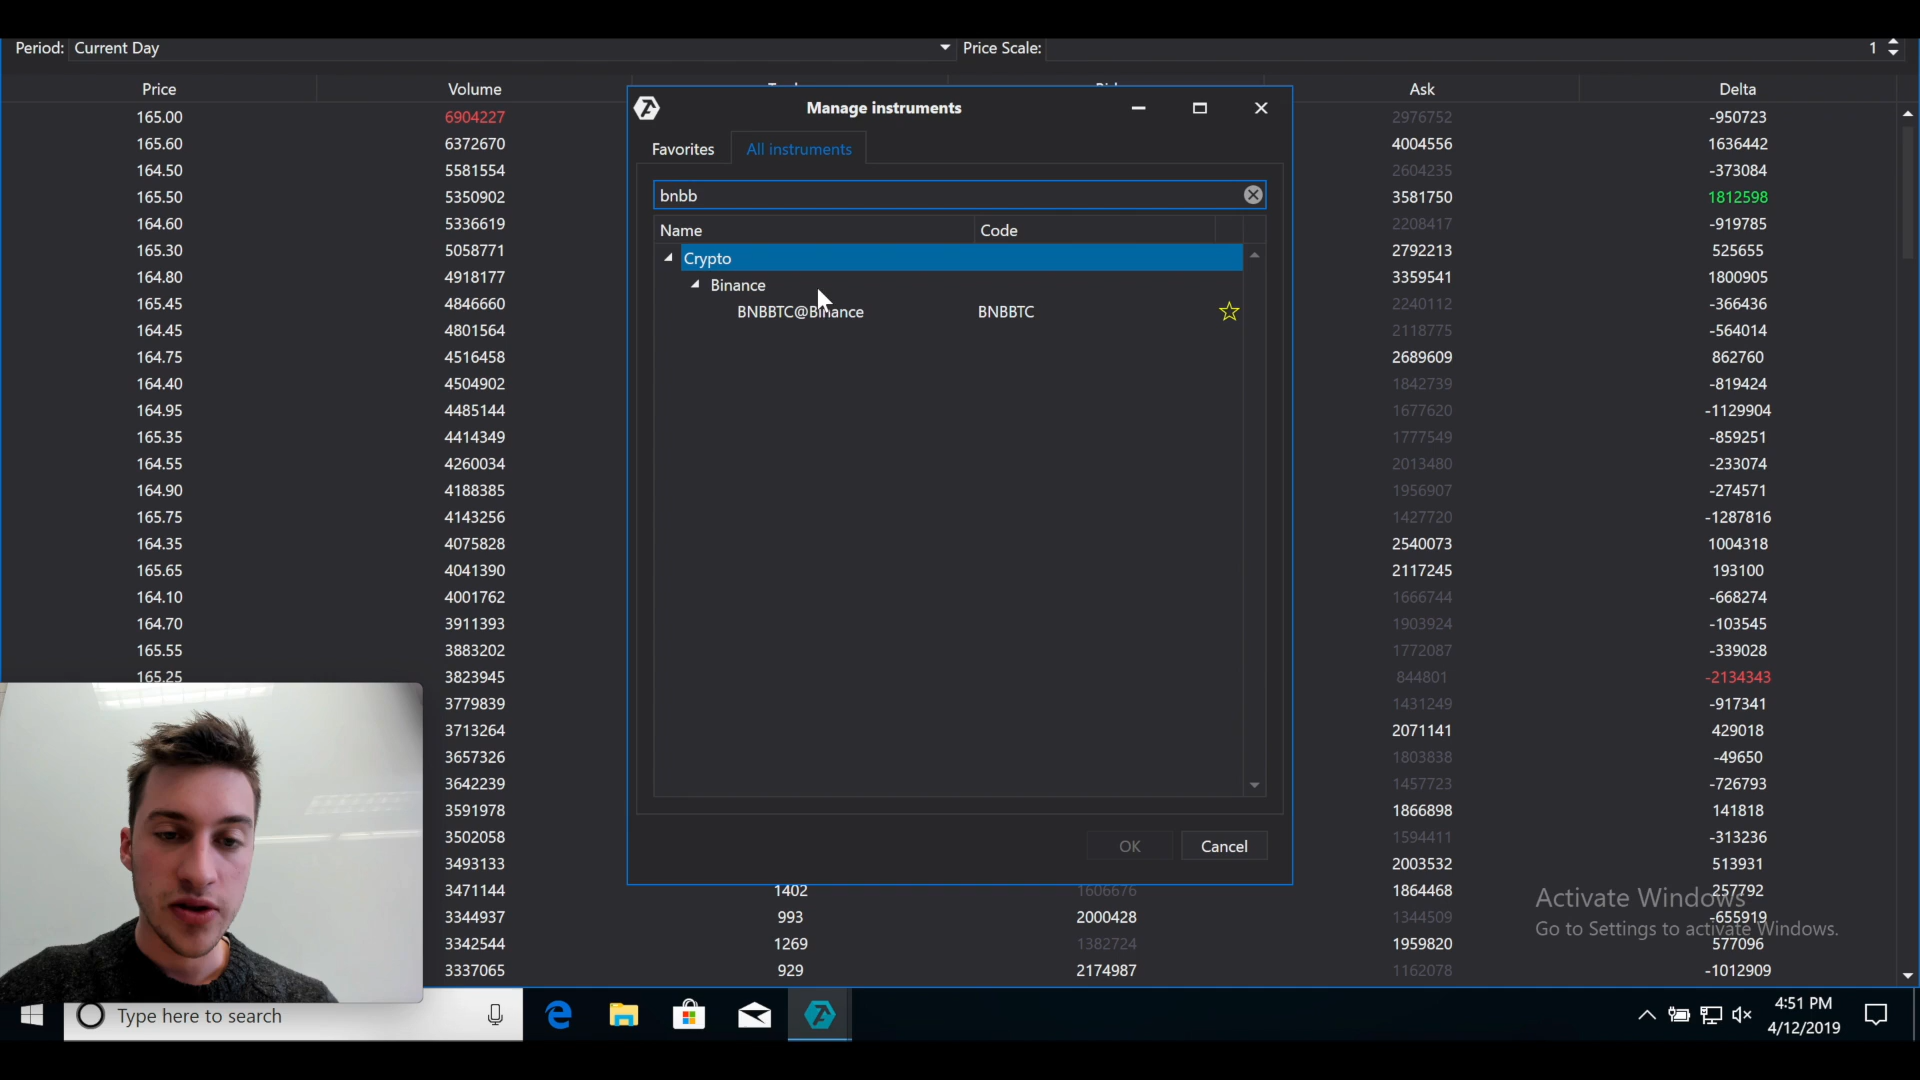 Period: Current Day Price Scale: 1
Price Volume Ask Delta
Manage instruments
Favorites All instruments
bnbb
Name Code
Crypto
Binance
BNBBTC@Binance BNBBTC
OK Cancel
165.00 6904227 2976752 -950723
165.60 6372670 4004556 1636442
164.50 5581554 2604235 -373084
165.50 5350902 3581750 1812598
164.60 5336619 2208417 -919785
165.30 5058771 2792213 525655
164.80 4918177 3359541 1800905
165.45 4846660 2240112 -366436
164.45 4801564 2118775 -564014
164.75 4516458 2689609 862760
164.40 4504902 1842739 -819424
164.95 4485144 1677620 -1129904
165.35 4414349 1777549 -859251
164.55 4260034 2013480 -233074
164.90 4188385 1956907 -274571
165.75 4143256 1427720 -1287816
164.35 4075828 2540073 1004318
165.65 4041390 2117245 193100
164.10 4001762 1666744 -668274
164.70 3911393 1903924 -103545
165.55 3883202 1772087 -339028
165.25 3823945 844801 -2134343
3779839 1431249 -917341
3713264 2071141 429018
3657326 1803838 -49650
3642239 1457723 -726793
3591978 1866898 141818
3502058 1594411 -313236
3493133 2003532 513931
3471144 1402 1606676 1864468 257792
3344937 993 2000428 1344509 -655919
3342544 1269 1382724 1959820 577096
3337065 929 2174987 1162078 -1012909
Activate Windows
Go to Settings to activate Windows.
Type here to search
4:51 PM
4/12/2019